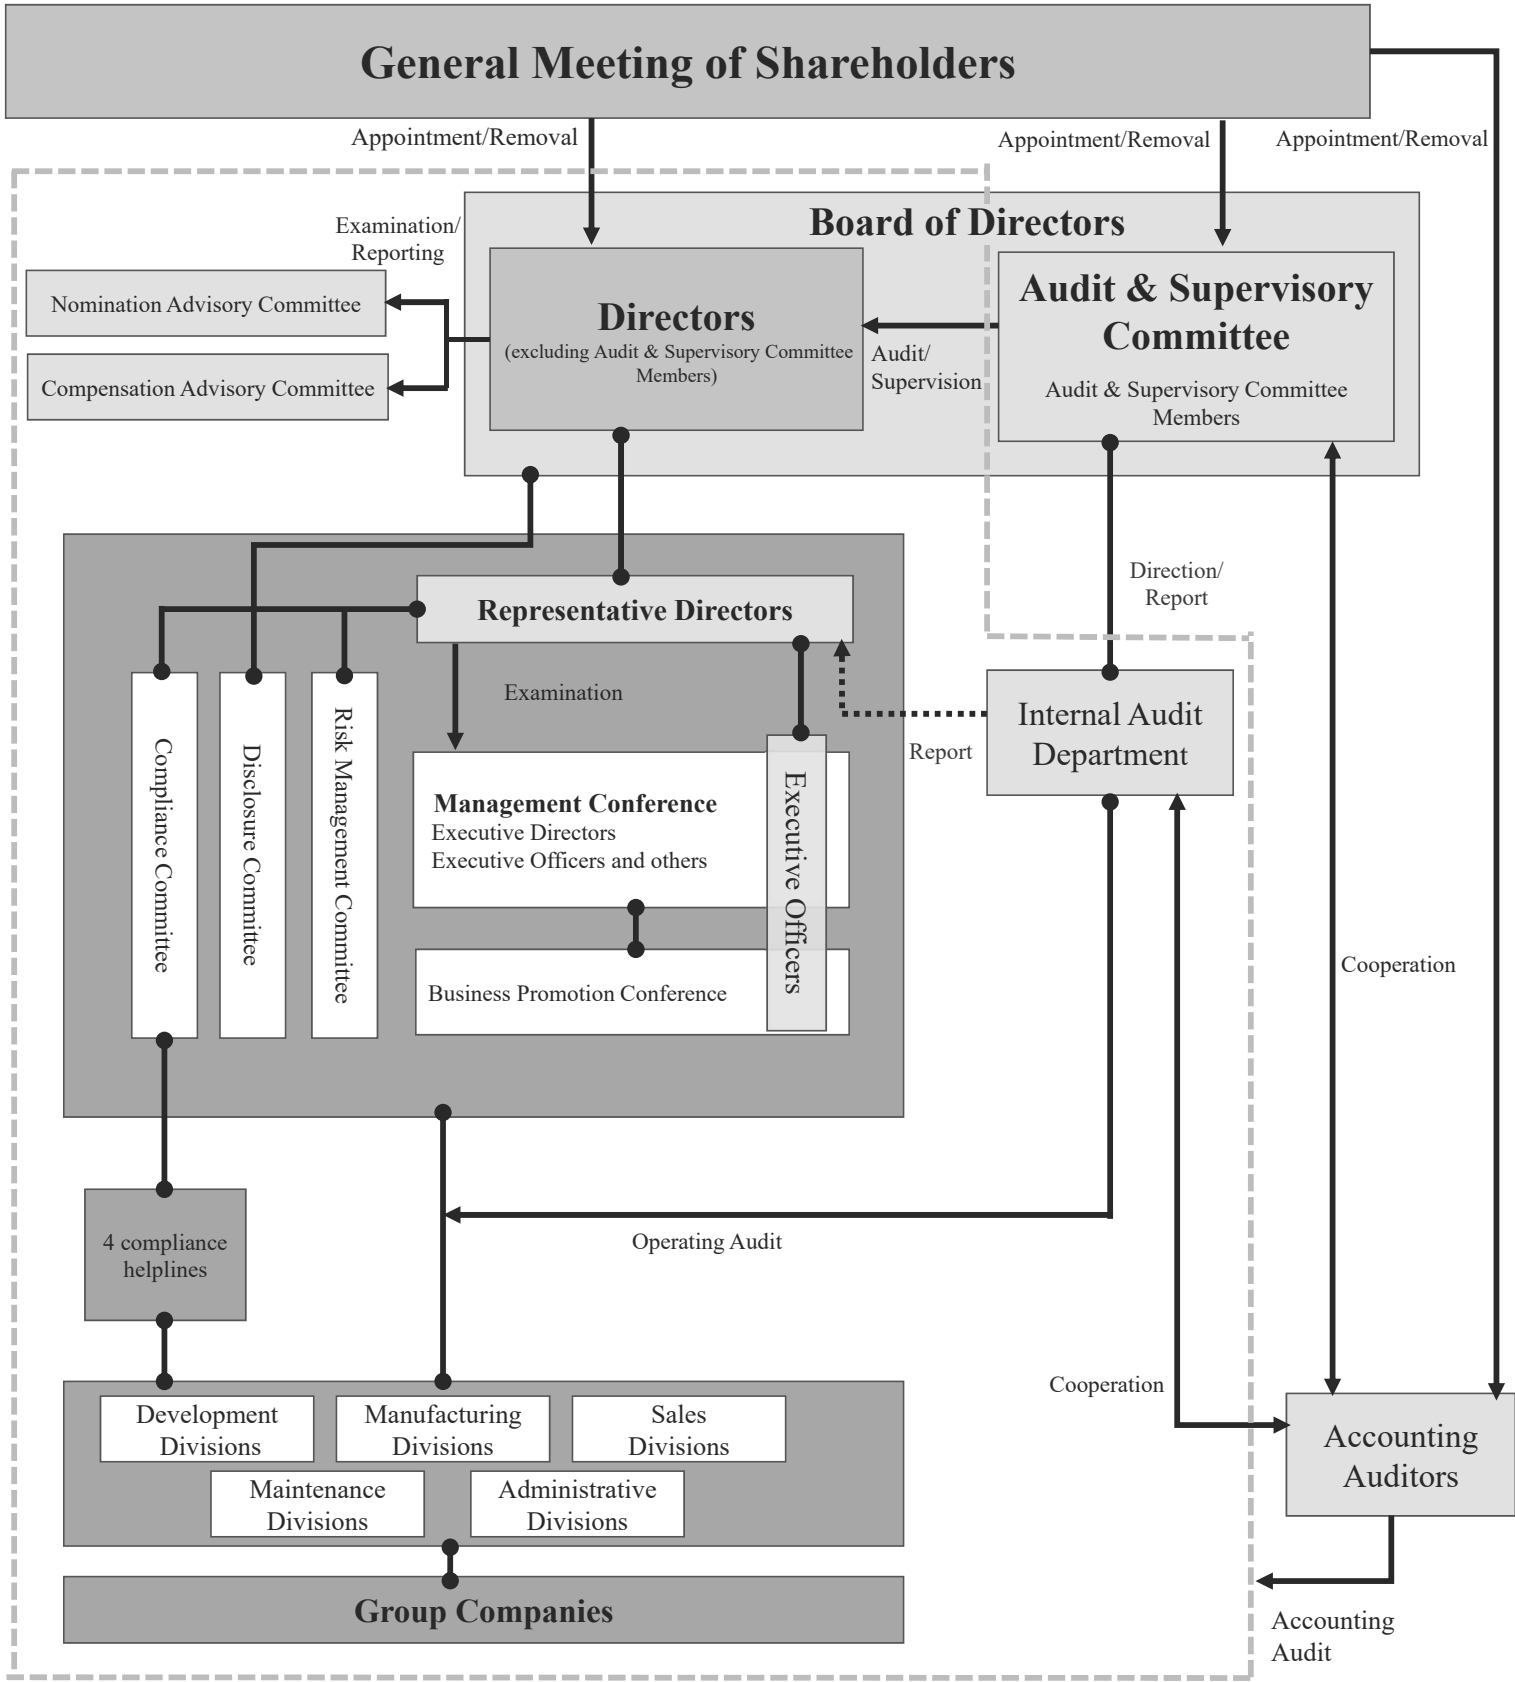 General Meeting of Shareholders
Appointment/Removal
Appointment/Removal
Appointment/Removal
Board of Directors
Examination/
Reporting
Nomination Advisory Committee
Compensation Advisory Committee
Directors
(excluding Audit & Supervisory Committee
Members)
Audit/
Supervision
Audit & Supervisory
Committee
Audit & Supervisory Committee
Members
Direction/
Report
Representative Directors
Examination
Report
Internal Audit
Department
Compliance Committee
Disclosure Committee
Risk Management Committee
Management Conference
Executive Directors
Executive Officers and others
Executive Officers
Business Promotion Conference
Cooperation
4 compliance
helplines
Operating Audit
Cooperation
Development
Divisions
Manufacturing
Divisions
Sales
Divisions
Maintenance
Divisions
Administrative
Divisions
Accounting
Auditors
Group Companies
Accounting
Audit